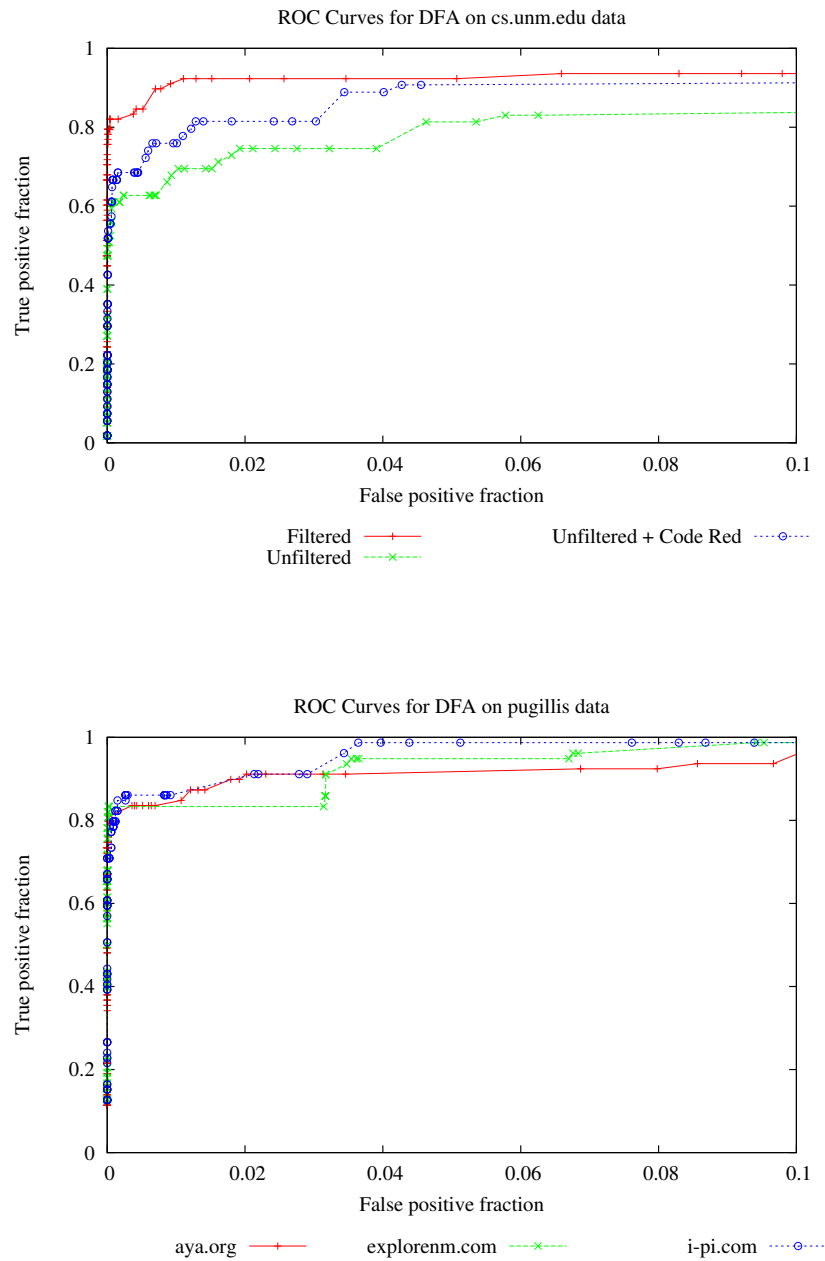 ROC Curves for DFA on cs.unm.edu data
1
0.8
0.6
0.4
0.2
0
True positive fraction
0 0.02 0.04 0.06 0.08 0.1
False positive fraction
Filtered Unfiltered + Code Red
Unfiltered
ROC Curves for DFA on pugillis data
1
0.8
0.6
0.4
0.2
0
True positive fraction
0 0.02 0.04 0.06 0.08 0.1
False positive fraction
aya.org explorenm.com i-pi.com